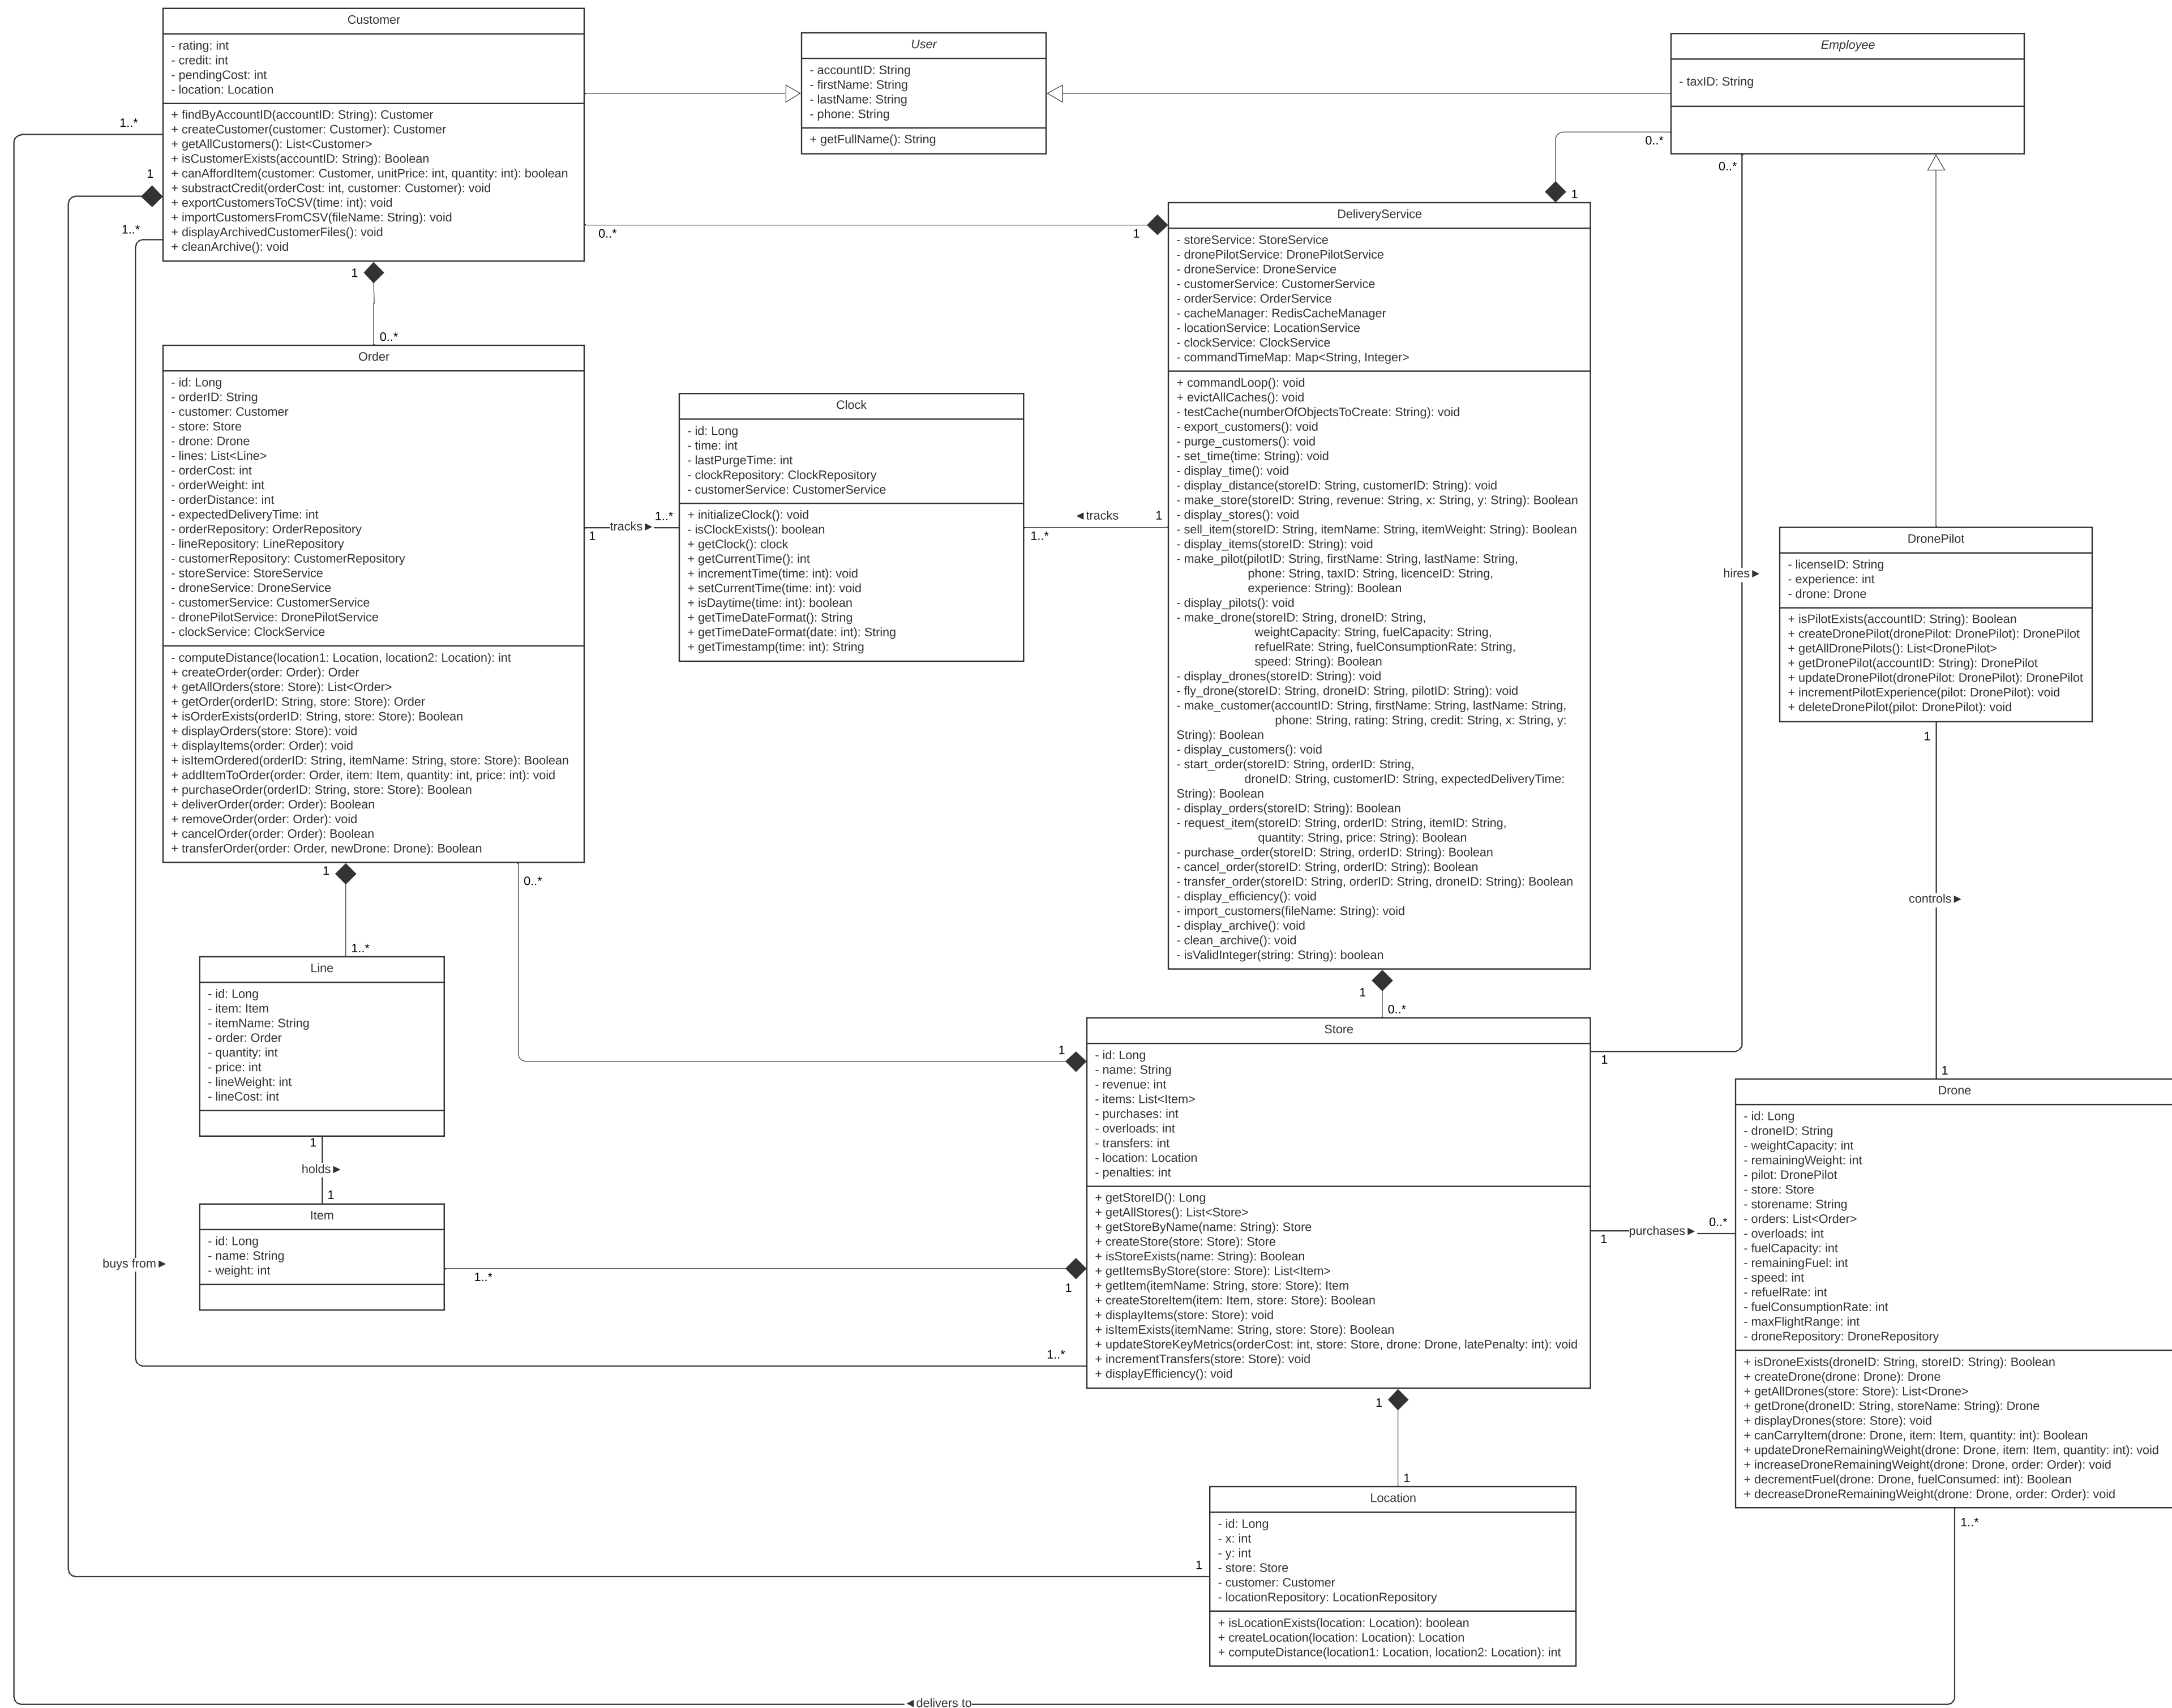 Customer
- rating: int
- credit: int
- pendingCost: int
- location: Location
+ findByAccountID(accountID: String): Customer
+ createCustomer(customer: Customer): Customer
+ getAllCustomers(): List<Customer>
+ isCustomerExists(accountID: String): Boolean
+ canAffordItem(customer: Customer, unitPrice: int, quantity: int): boolean
+ substractCredit(orderCost: int, customer: Customer): void
+ exportCustomersToCSV(time: int): void
+ importCustomersFromCSV(fileName: String): void
+ displayArchivedCustomerFiles(): void
+ cleanArchive(): void
1..*
1
1..*
1
0..*
0..*
1
User
- accountID: String
- firstName: String
- lastName: String
- phone: String
+ getFullName(): String
Employee
- taxID: String
0..*
0..*
1
DeliveryService
- storeService: StoreService
- dronePilotService: DronePilotService
- droneService: DroneService
- customerService: CustomerService
- orderService: OrderService
- cacheManager: RedisCacheManager
- locationService: LocationService
- clockService: ClockService
- commandTimeMap: Map<String, Integer>
+ commandLoop(): void
+ evictAllCaches(): void
- testCache(numberOfObjectsToCreate: String): void
- export_customers(): void
- purge_customers(): void
- set_time(time: String): void
- display_time(): void
- display_distance(storeID: String, customerID: String): void
- make_store(storeID: String, revenue: String, x: String, y: String): Boolean
- display_stores(): void
- sell_item(storeID: String, itemName: String, itemWeight: String): Boolean
- display_items(storeID: String): void
- make_pilot(pilotID: String, firstName: String, lastName: String,
phone: String, taxID: String, licenceID: String,
experience: String): Boolean
- display_pilots(): void
- make_drone(storeID: String, droneID: String,
weightCapacity: String, fuelCapacity: String,
refuelRate: String, fuelConsumptionRate: String,
speed: String): Boolean
- display_drones(storeID: String): void
- fly_drone(storeID: String, droneID: String, pilotID: String): void
- make_customer(accountID: String, firstName: String, lastName: String,
phone: String, rating: String, credit: String, x: String, y:
String): Boolean
- display_customers(): void
- start_order(storeID: String, orderID: String,
droneID: String, customerID: String, expectedDeliveryTime:
String): Boolean
- display_orders(storeID: String): Boolean
- request_item(storeID: String, orderID: String, itemID: String,
quantity: String, price: String): Boolean
- purchase_order(storeID: String, orderID: String): Boolean
- cancel_order(storeID: String, orderID: String): Boolean
- transfer_order(storeID: String, orderID: String, droneID: String): Boolean
- display_efficiency(): void
- import_customers(fileName: String): void
- display_archive(): void
- clean_archive(): void
- isValidInteger(string: String): boolean
1
0..*
Order
- id: Long
- orderID: String
- customer: Customer
- store: Store
- drone: Drone
- lines: List<Line>
- orderCost: int
- orderWeight: int
- orderDistance: int
- expectedDeliveryTime: int
- orderRepository: OrderRepository
- lineRepository: LineRepository
- customerRepository: CustomerRepository
- storeService: StoreService
- droneService: DroneService
- customerService: CustomerService
- dronePilotService: DronePilotService
- clockService: ClockService
- computeDistance(location1: Location, location2: Location): int
+ createOrder(order: Order): Order
+ getAllOrders(store: Store): List<Order>
+ getOrder(orderID: String, store: Store): Order
+ isOrderExists(orderID: String, store: Store): Boolean
+ displayOrders(store: Store): void
+ displayItems(order: Order): void
+ isItemOrdered(orderID: String, itemName: String, store: Store): Boolean
+ addItemToOrder(order: Order, item: Item, quantity: int, price: int): void
+ purchaseOrder(orderID: String, store: Store): Boolean
+ deliverOrder(order: Order): Boolean
+ removeOrder(order: Order): void
+ cancelOrder(order: Order): Boolean
+ transferOrder(order: Order, newDrone: Drone): Boolean
1
tracks►
1..*
Clock
- id: Long
- time: int
- lastPurgeTime: int
- clockRepository: ClockRepository
- customerService: CustomerService
+ initializeClock(): void
- isClockExists(): boolean
+ getClock(): clock
+ getCurrentTime(): int
+ incrementTime(time: int): void
+ setCurrentTime(time: int): void
+ isDaytime(time: int): boolean
+ getTimeDateFormat(): String
+ getTimeDateFormat(date: int): String
+ getTimestamp(time: int): String
◄tracks
1
1..*
hires►
DronePilot
- licenseID: String
- experience: int
- drone: Drone
+ isPilotExists(accountID: String): Boolean
+ createDronePilot(dronePilot: DronePilot): DronePilot
+ getAllDronePilots(): List<DronePilot>
+ getDronePilot(accountID: String): DronePilot
+ updateDronePilot(dronePilot: DronePilot): DronePilot
+ incrementPilotExperience(pilot: DronePilot): void
+ deleteDronePilot(pilot: DronePilot): void
1
controls►
1
1
0..*
1..*
Line
- id: Long
- item: Item
- itemName: String
- order: Order
- quantity: int
- price: int
- lineWeight: int
- lineCost: int
1
holds►
1
Item
- id: Long
- name: String
- weight: int
buys from►
1..*
1
1
1..*
Store
- id: Long
- name: String
- revenue: int
- items: List<Item>
- purchases: int
- overloads: int
- transfers: int
- location: Location
- penalties: int
+ getStoreID(): Long
+ getAllStores(): List<Store>
+ getStoreByName(name: String): Store
+ createStore(store: Store): Store
+ isStoreExists(name: String): Boolean
+ getItemsByStore(store: Store): List<Item>
+ getItem(itemName: String, store: Store): Item
+ createStoreItem(item: Item, store: Store): Boolean
+ displayItems(store: Store): void
+ isItemExists(itemName: String, store: Store): Boolean
+ updateStoreKeyMetrics(orderCost: int, store: Store, drone: Drone, latePenalty: int): void
+ incrementTransfers(store: Store): void
+ displayEfficiency(): void
1
1
purchases►
0..*
Drone
- id: Long
- droneID: String
- weightCapacity: int
- remainingWeight: int
- pilot: DronePilot
- store: Store
- storename: String
- orders: List<Order>
- overloads: int
- fuelCapacity: int
- remainingFuel: int
- speed: int
- refuelRate: int
- fuelConsumptionRate: int
- maxFlightRange: int
- droneRepository: DroneRepository
+ isDroneExists(droneID: String, storeID: String): Boolean
+ createDrone(drone: Drone): Drone
+ getAllDrones(store: Store): List<Drone>
+ getDrone(droneID: String, storeName: String): Drone
+ displayDrones(store: Store): void
+ canCarryItem(drone: Drone, item: Item, quantity: int): Boolean
+ updateDroneRemainingWeight(drone: Drone, item: Item, quantity: int): void
+ increaseDroneRemainingWeight(drone: Drone, order: Order): void
+ decrementFuel(drone: Drone, fuelConsumed: int): Boolean
+ decreaseDroneRemainingWeight(drone: Drone, order: Order): void
1..*
1
1
1
Location
- id: Long
- x: int
- y: int
- store: Store
- customer: Customer
- locationRepository: LocationRepository
+ isLocationExists(location: Location): boolean
+ createLocation(location: Location): Location
+ computeDistance(location1: Location, location2: Location): int
◄delivers to